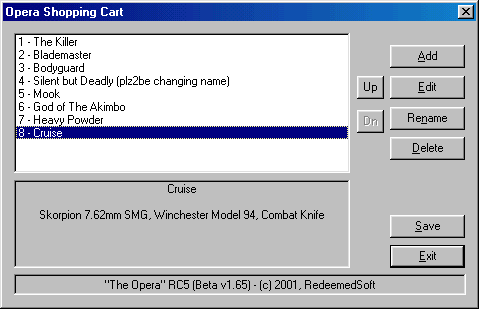 Opera Shopping Cart
1 - The Killer
2 - Blademaster
3 - Bodyguard
4 - Silent but Deadly (plz2be changing name)
5 - Mook
6 - God of The Akimbo
7 - Heavy Powder
8 - Cruise
Add
Up
Edit
Dn
Rename
Delete
Cruise
Skorpion 7.62mm SMG, Winchester Model 94, Combat Knife
Save
Exit
"The Opera" RC5 (Beta v1.65) - (c) 2001, RedeemedSoft